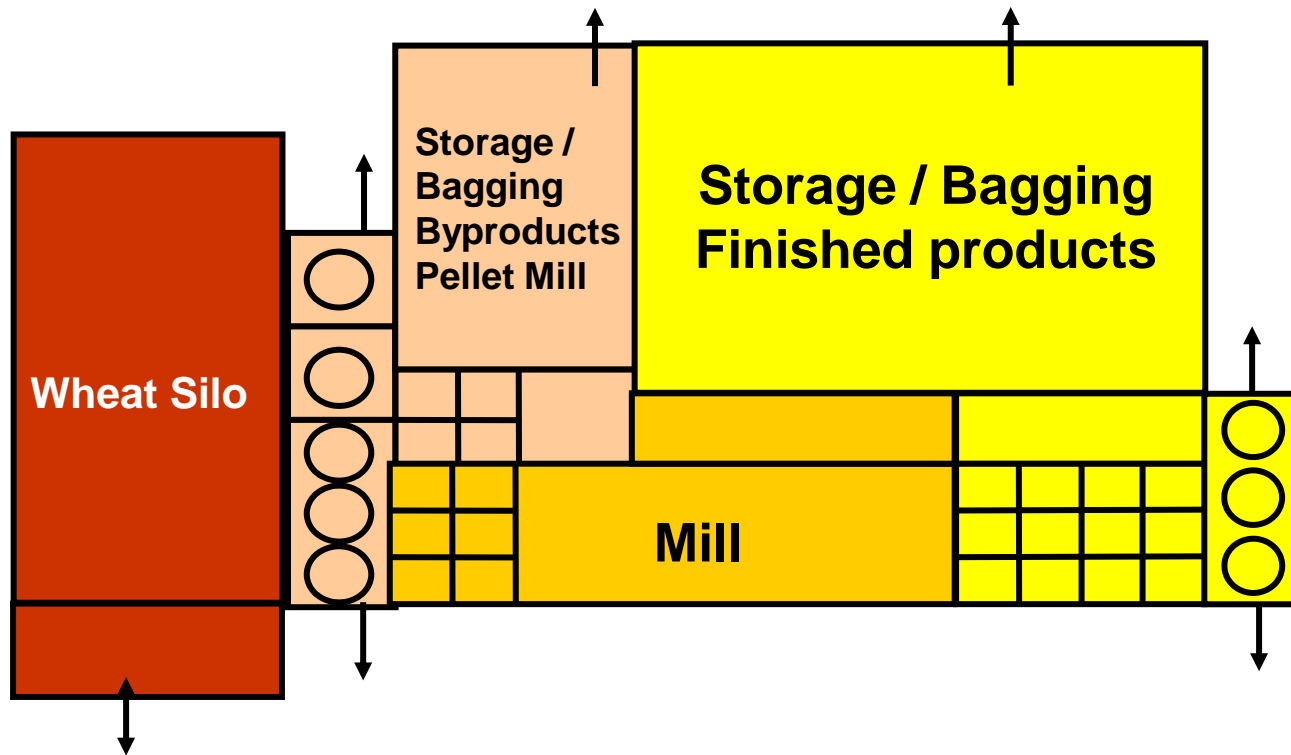 Storage /
Bagging
Byproducts
Pellet Mill
Storage / Bagging
Finished products
Wheat Silo
Mill